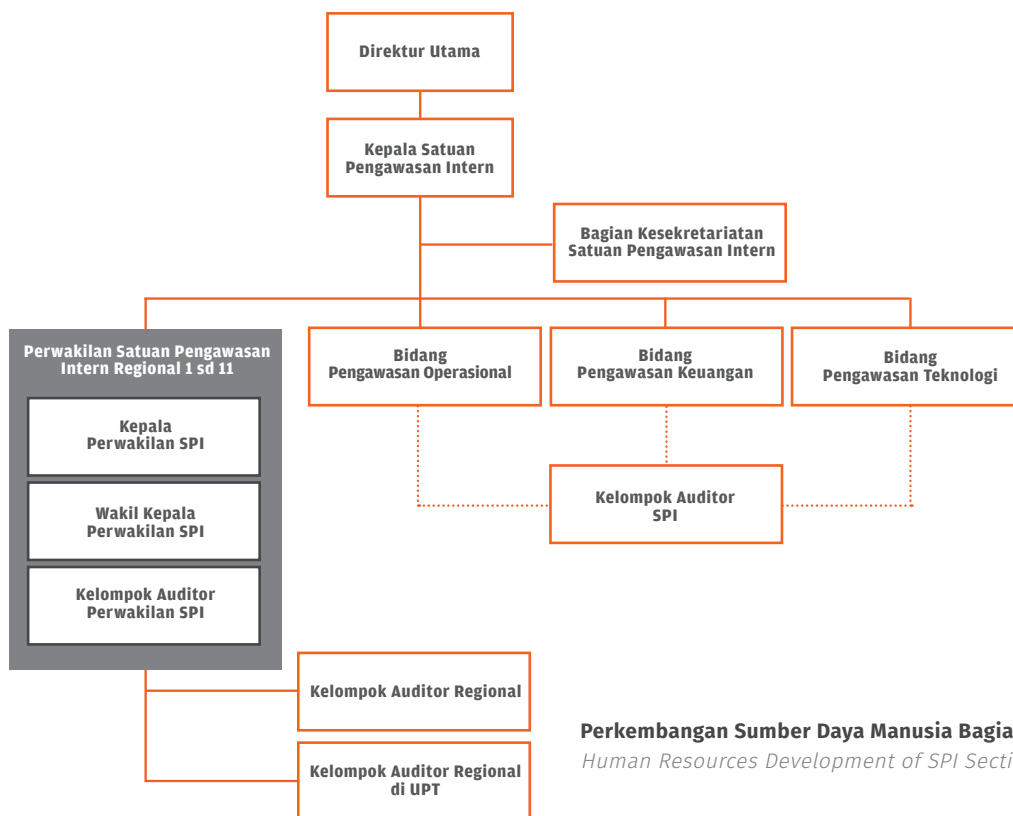 Direktur Utama
Kepala Satuan
Pengawasan Intern
Bagian Kesekretariatan
Satuan Pengawasan Intern
Perwakilan Satuan Pengawasan
Intern Regional 1 sd 11
Kepala
Perwakilan SPI
Wakil Kepala
Perwakilan SPI
Kelompok Auditor
Perwakilan SPI
Bidang
Pengawasan Operasional
Bidang
Pengawasan Keuangan
Bidang
Pengawasan Teknologi
Kelompok Auditor
SPI
Kelompok Auditor Regional
Kelompok Auditor Regional
di UPT
Perkembangan Sumber Daya Manusia Bagia
Human Resources Development of SPI Secti